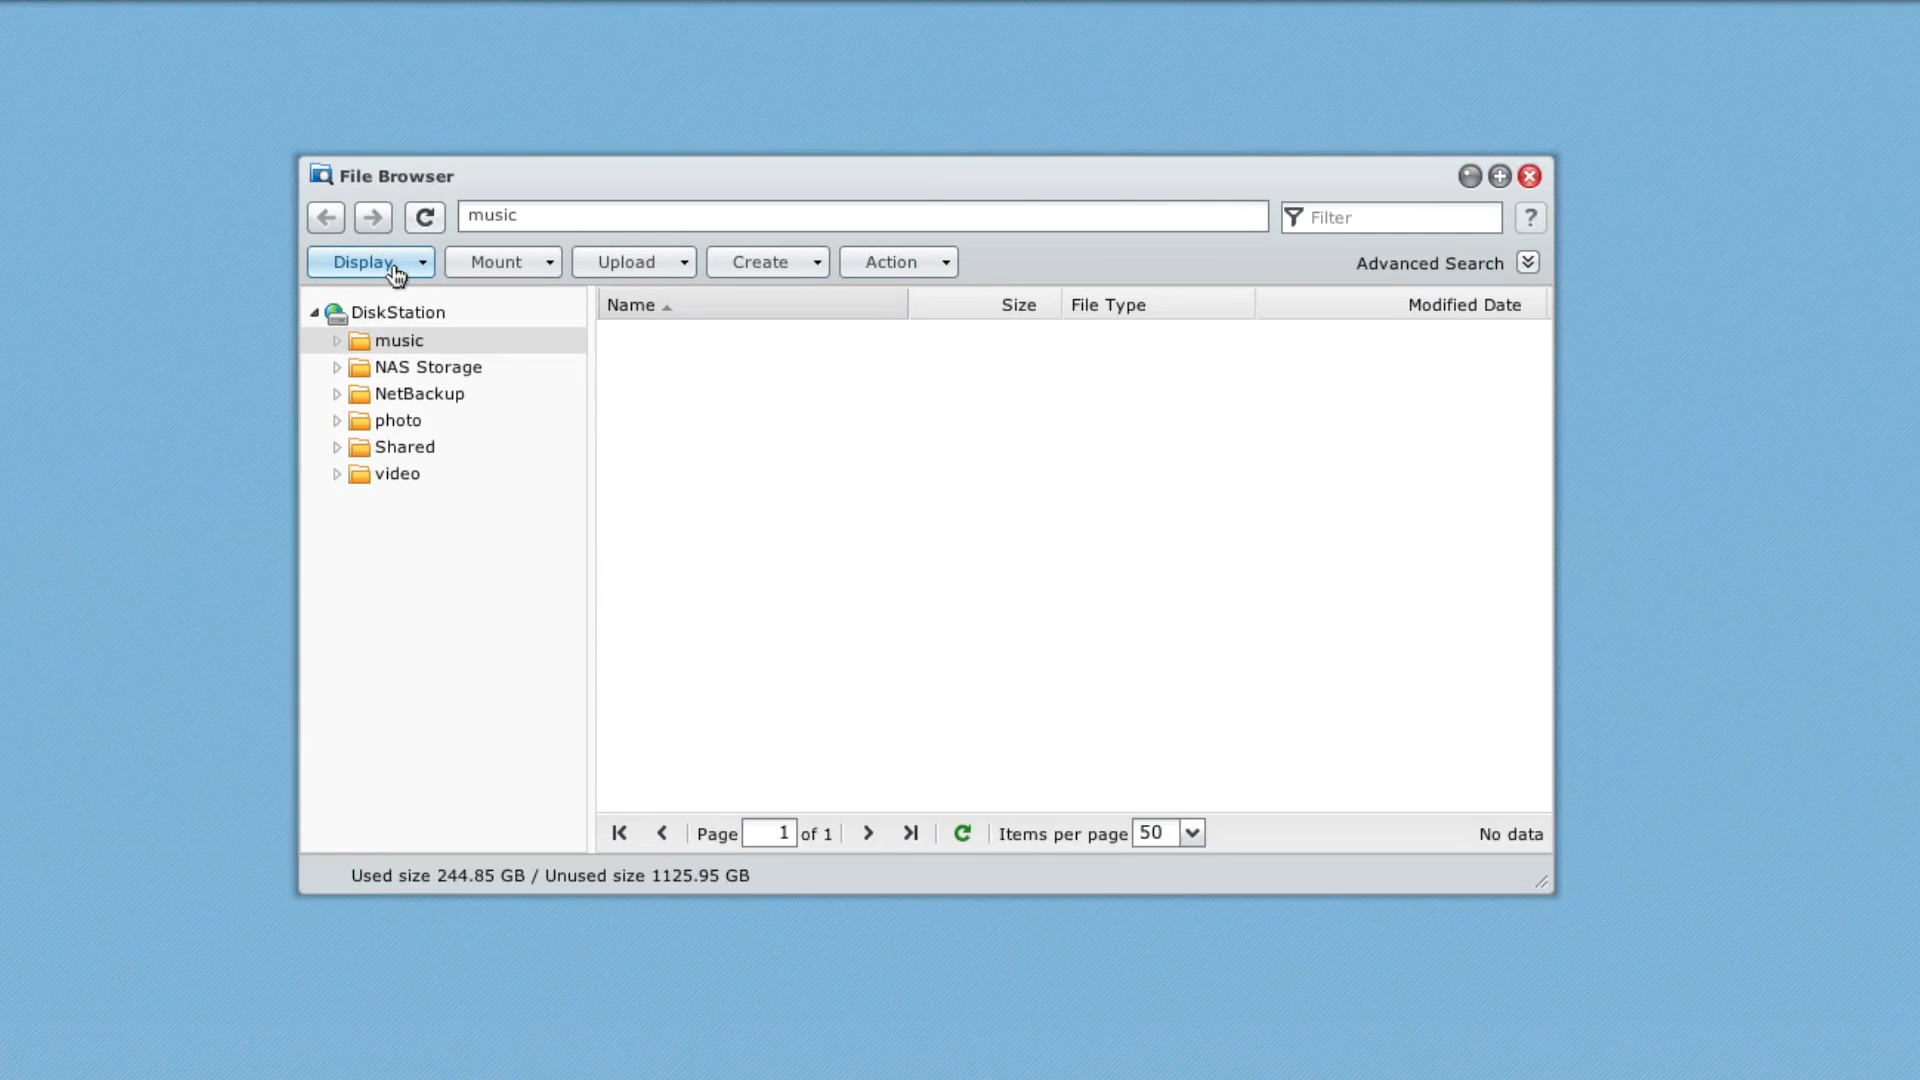 File Browser
music
Filter
?
Display
Mount
Upload
Create
Action
Advanced Search
DiskStation
music
NAS Storage
NetBackup
photo
Shared
video
Name
Size
File Type
Modified Date
Page 1 of 1
Items per page 50
No data
Used size 244.85 GB / Unused size 1125.95 GB